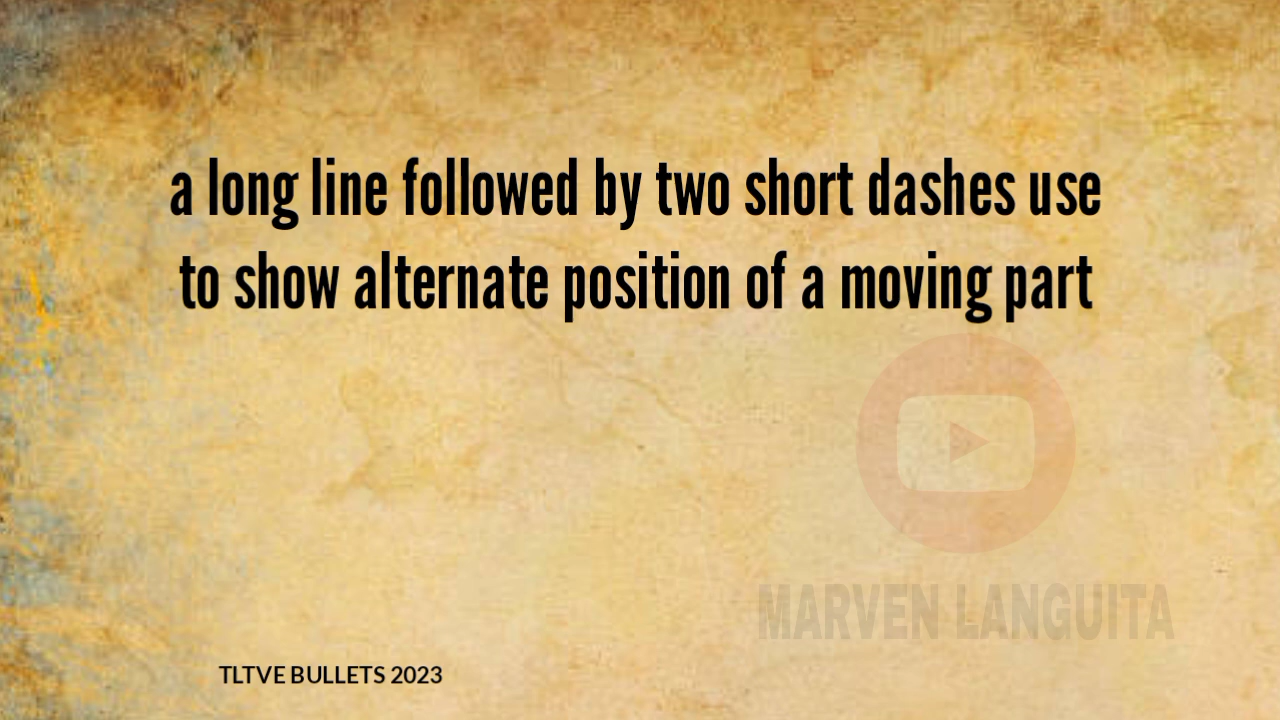 a long line followed by two short dashes use
to show alternate position of a moving part
MARVEN LANGUITA
TLTVE BULLETS 2023